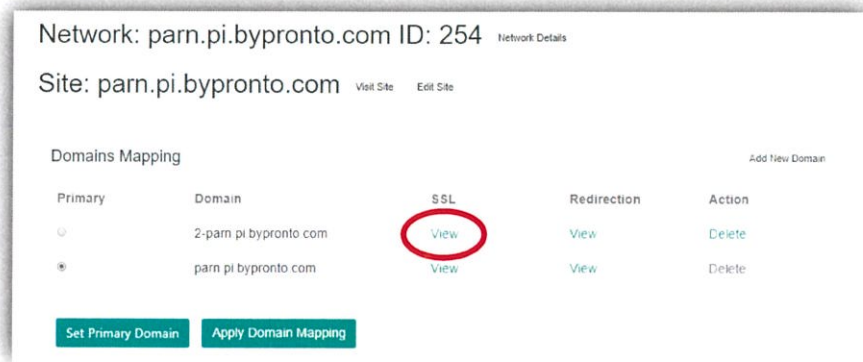 Network: parn.pi.bypronto.com ID: 254 Network Details
Site: parn.pi.bypronto.com Visit Site Edit Site
Domains Mapping Add New Domain
Primary Domain SSL Redirection Action
2-parn pi bypronto com View View Delete
parn pi bypronto com View View Delete
Set Primary Domain Apply Domain Mapping